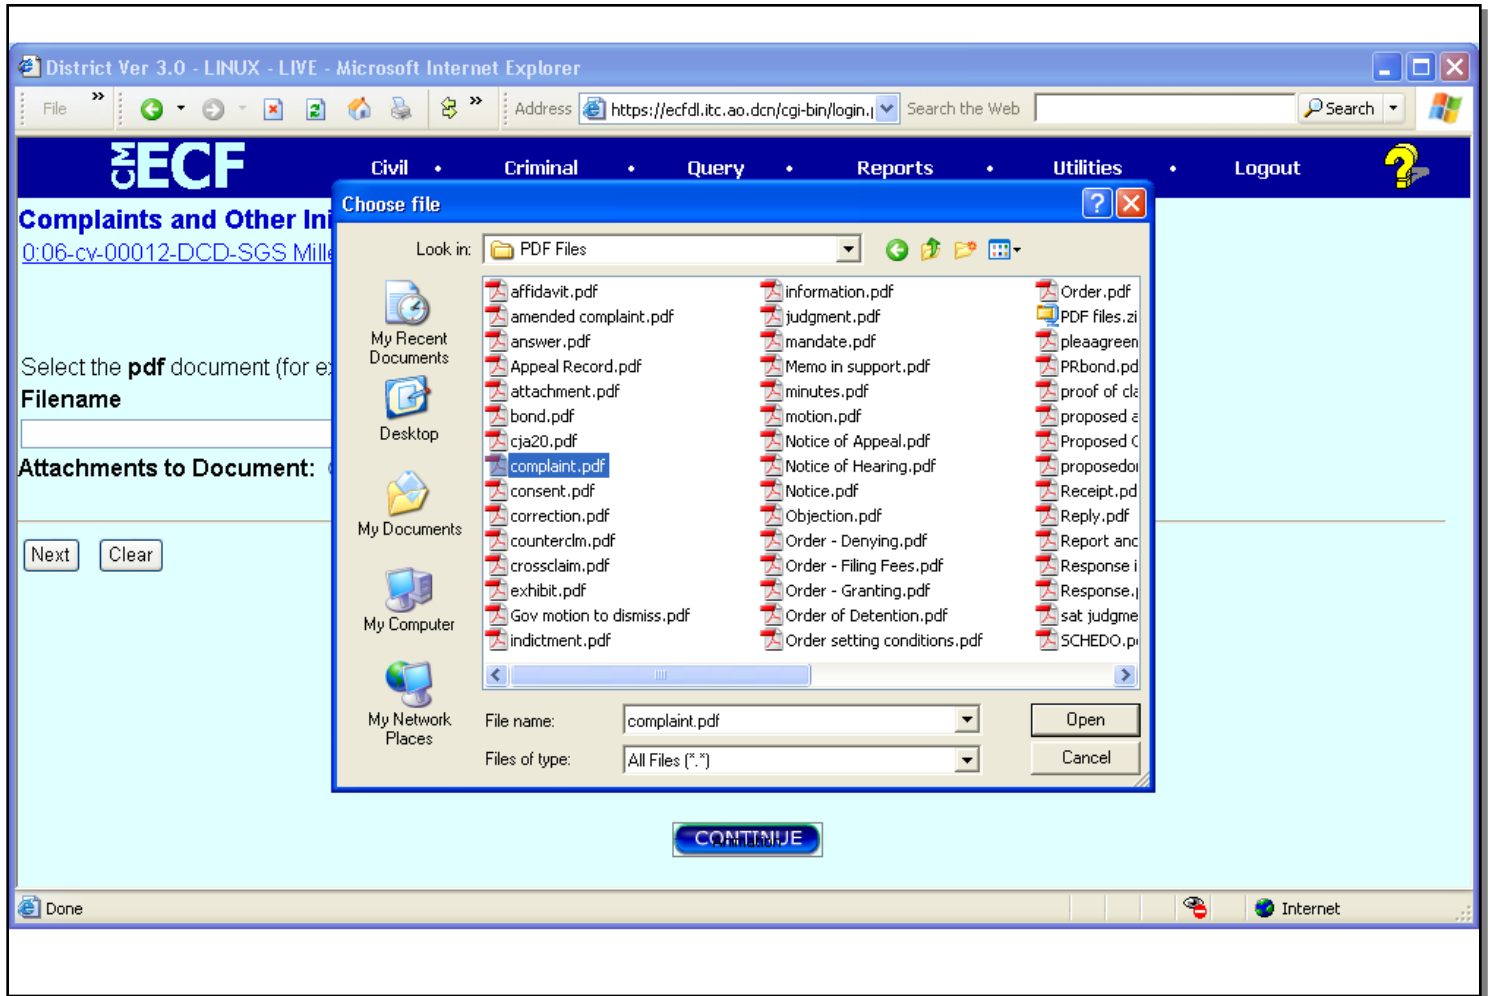 District Ver 3.0 - LINUX - LIVE - Microsoft Internet Explorer
File » » Address https://ecfdl.itc.ao.dcn/cgi-bin/login. Search the Web Search
CM ECF Civil • Criminal • Query • Reports • Utilities • Logout ?
Complaints and Other Ini
0:06-cv-00012-DCD-SGS Mille
Select the pdf document (for ex
Filename
Attachments to Document:
Next Clear
Choose file
Look in: PDF Files
My Recent
Documents
Desktop
My Documents
My Computer
My Network
Places
affidavit.pdf
amended complaint.pdf
answer.pdf
Appeal Record.pdf
attachment.pdf
bond.pdf
cja20.pdf
complaint.pdf
consent.pdf
correction.pdf
counterclm.pdf
crossclaim.pdf
exhibit.pdf
Gov motion to dismiss.pdf
indictment.pdf
information.pdf
judgment.pdf
mandate.pdf
Memo in support.pdf
minutes.pdf
motion.pdf
Notice of Appeal.pdf
Notice of Hearing.pdf
Notice.pdf
Objection.pdf
Order - Denying.pdf
Order - Filing Fees.pdf
Order - Granting.pdf
Order of Detention.pdf
Order setting conditions.pdf
Order.pdf
PDF files.zi
pleaagreen
PRbond.pd
proof of cla
proposed a
Proposed O
proposedor
Receipt.pd
Reply.pdf
Report and
Response i
Response.p
sat judgme
SCHEDO.p
File name: complaint.pdf Open
Files of type: All Files (*.*) Cancel
CONTINUE
Animation
Done Internet